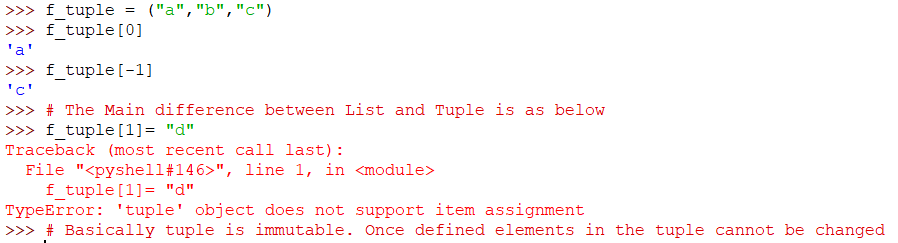 >>> f_tuple = ("a","b","c")
>>> f_tuple[0]
'a'
>>> f_tuple[-1]
'c'
>>> # The Main difference between List and Tuple is as below
>>> f_tuple[1]= "d"
Traceback (most recent call last):
  File "<pyshell#146>", line 1, in <module>
    f_tuple[1]= "d"
TypeError: 'tuple' object does not support item assignment
>>> # Basically tuple is immutable. Once defined elements in the tuple cannot be changed